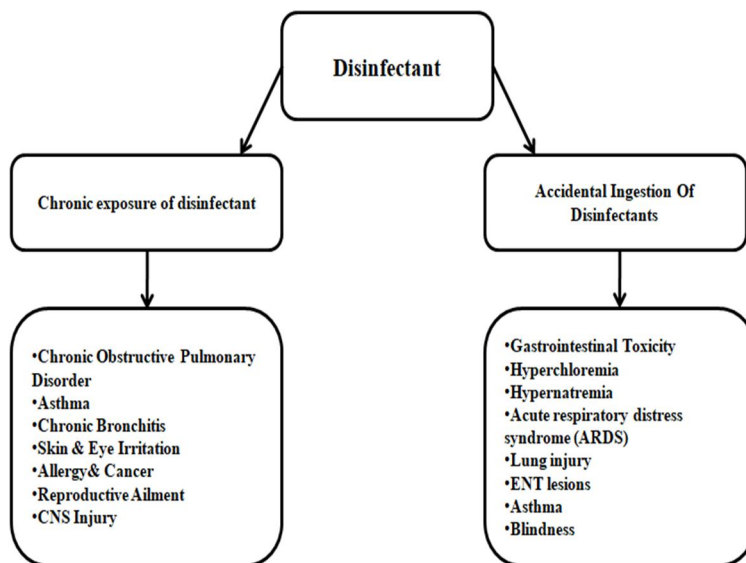 Disinfectant
Chronic exposure of disinfectant
Accidental Ingestion Of
Disinfectants
•Chronic Obstructive Pulmonary
Disorder
•Asthma
•Chronic Bronchitis
•Skin & Eye Irritation
•Allergy& Cancer
•Reproductive Ailment
•CNS Injury
•Gastrointestinal Toxicity
•Hyperchloremia
•Hypernatremia
•Acute respiratory distress
syndrome (ARDS)
•Lung injury
•ENT lesions
•Asthma
•Blindness